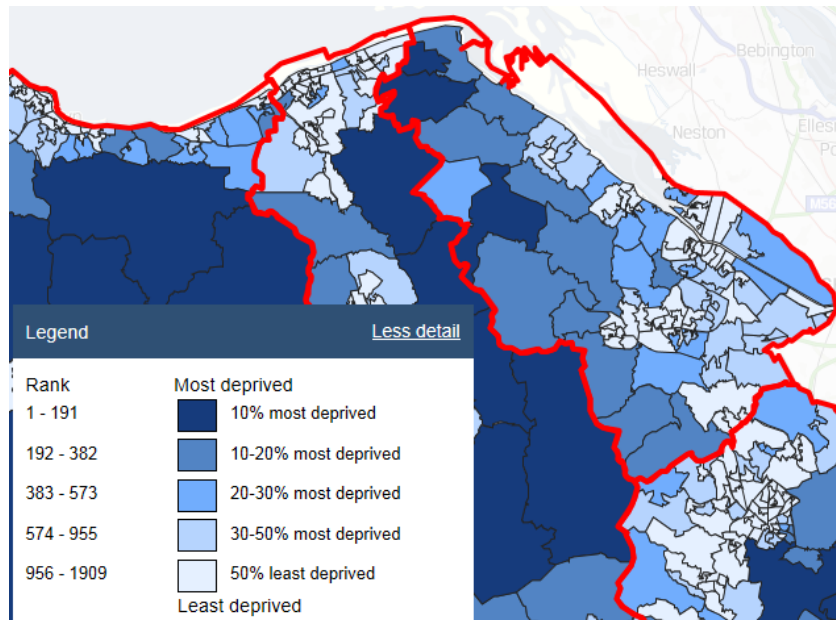 Bebington
Heswall
Neston
M56
Legend Less detail
Rank Most deprived
1 - 191 10% most deprived
192 - 382 10-20% most deprived
383 - 573 20-30% most deprived
574 - 955 30-50% most deprived
956 - 1909 50% least deprived
Least deprived